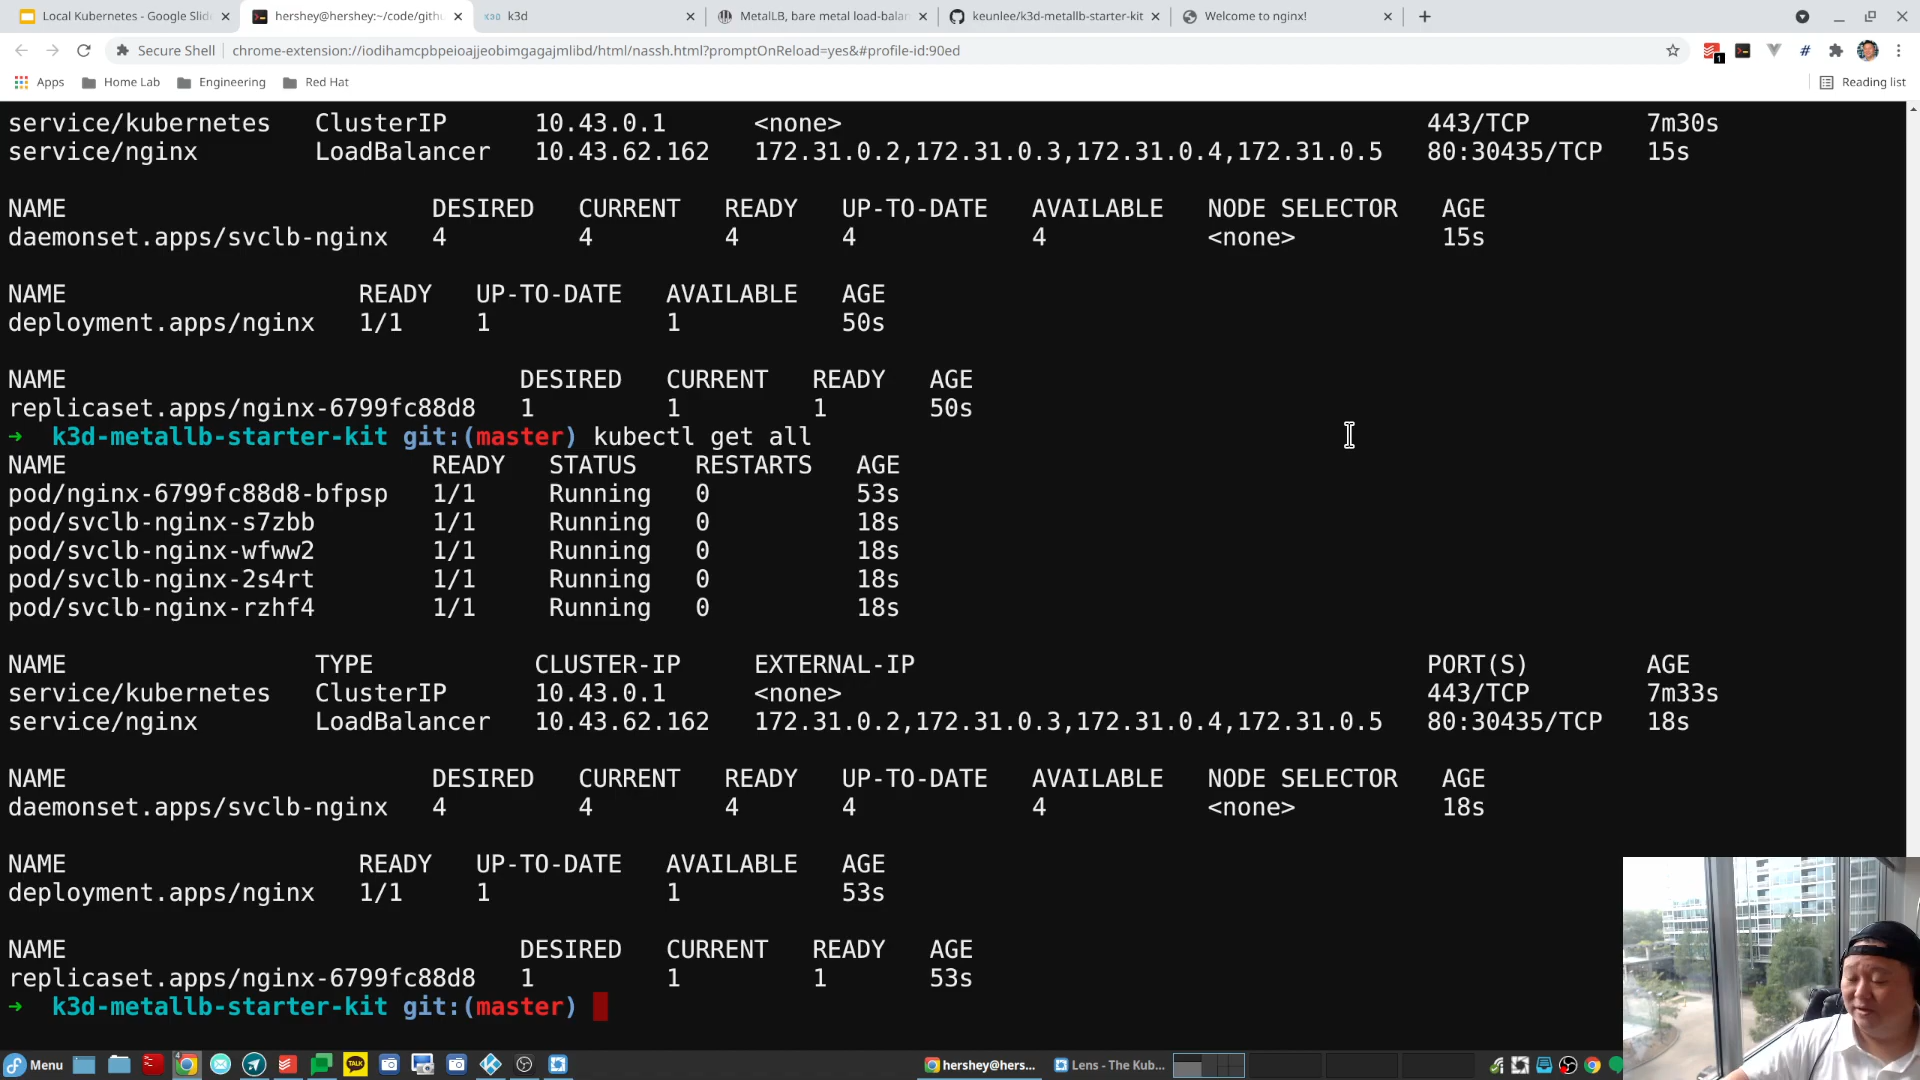 Local Kubernetes - Google Slid
hershey@hershey:~/code/gith
k3d
MetalLB, bare metal load-balan
keunlee/k3d-metallb-starter-kit
Welcome to nginx!
Secure Shell chrome-extension://iodihamcpbpeioajjeobimgagajmlibd/html/nassh.html?promptOnReload=yes&#profile-id:90ed
Apps Home Lab Engineering Red Hat Reading list
service/kubernetes ClusterIP 10.43.0.1 <none> 443/TCP 7m30s
service/nginx LoadBalancer 10.43.62.162 172.31.0.2,172.31.0.3,172.31.0.4,172.31.0.5 80:30435/TCP 15s
NAME DESIRED CURRENT READY UP-TO-DATE AVAILABLE NODE SELECTOR AGE
daemonset.apps/svclb-nginx 4 4 4 4 4 <none> 15s
NAME READY UP-TO-DATE AVAILABLE AGE
deployment.apps/nginx 1/1 1 1 50s
NAME DESIRED CURRENT READY AGE
replicaset.apps/nginx-6799fc88d8 1 1 1 50s
➜ k3d-metallb-starter-kit git:(master) kubectl get all
NAME READY STATUS RESTARTS AGE
pod/nginx-6799fc88d8-bfpsp 1/1 Running 0 53s
pod/svclb-nginx-s7zbb 1/1 Running 0 18s
pod/svclb-nginx-wfww2 1/1 Running 0 18s
pod/svclb-nginx-2s4rt 1/1 Running 0 18s
pod/svclb-nginx-rzhf4 1/1 Running 0 18s
NAME TYPE CLUSTER-IP EXTERNAL-IP PORT(S) AGE
service/kubernetes ClusterIP 10.43.0.1 <none> 443/TCP 7m33s
service/nginx LoadBalancer 10.43.62.162 172.31.0.2,172.31.0.3,172.31.0.4,172.31.0.5 80:30435/TCP 18s
NAME DESIRED CURRENT READY UP-TO-DATE AVAILABLE NODE SELECTOR AGE
daemonset.apps/svclb-nginx 4 4 4 4 4 <none> 18s
NAME READY UP-TO-DATE AVAILABLE AGE
deployment.apps/nginx 1/1 1 1 53s
NAME DESIRED CURRENT READY AGE
replicaset.apps/nginx-6799fc88d8 1 1 1 53s
➜ k3d-metallb-starter-kit git:(master)
Menu 4 TALK hershey@hers... Lens - The Kub...